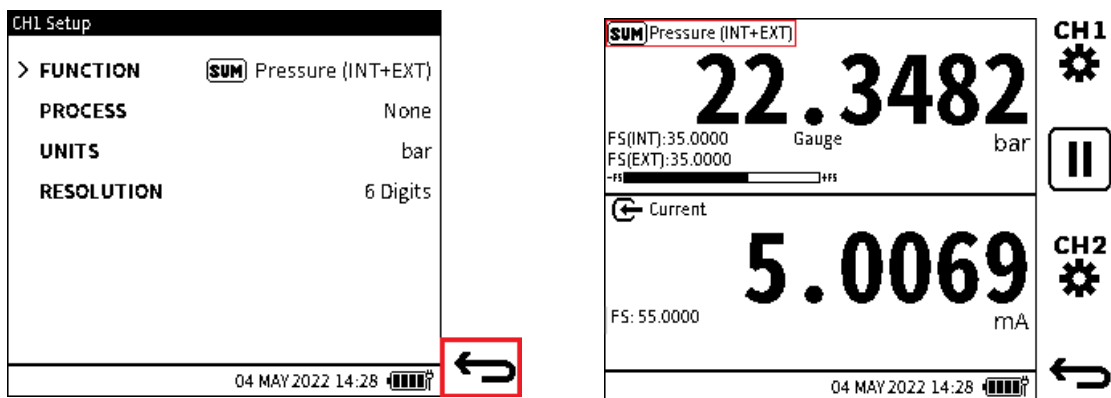 CH1 Setup
> FUNCTION SUM Pressure (INT+EXT)
PROCESS None
UNITS bar
RESOLUTION 6 Digits
04 MAY 2022 14:28
SUM Pressure (INT+EXT)
22.3482
FS(INT):35.0000 Gauge bar
FS(EXT):35.0000
-FS +FS
Current
5.0069
FS: 55.0000 mA
04 MAY 2022 14:28
CH1
CH2